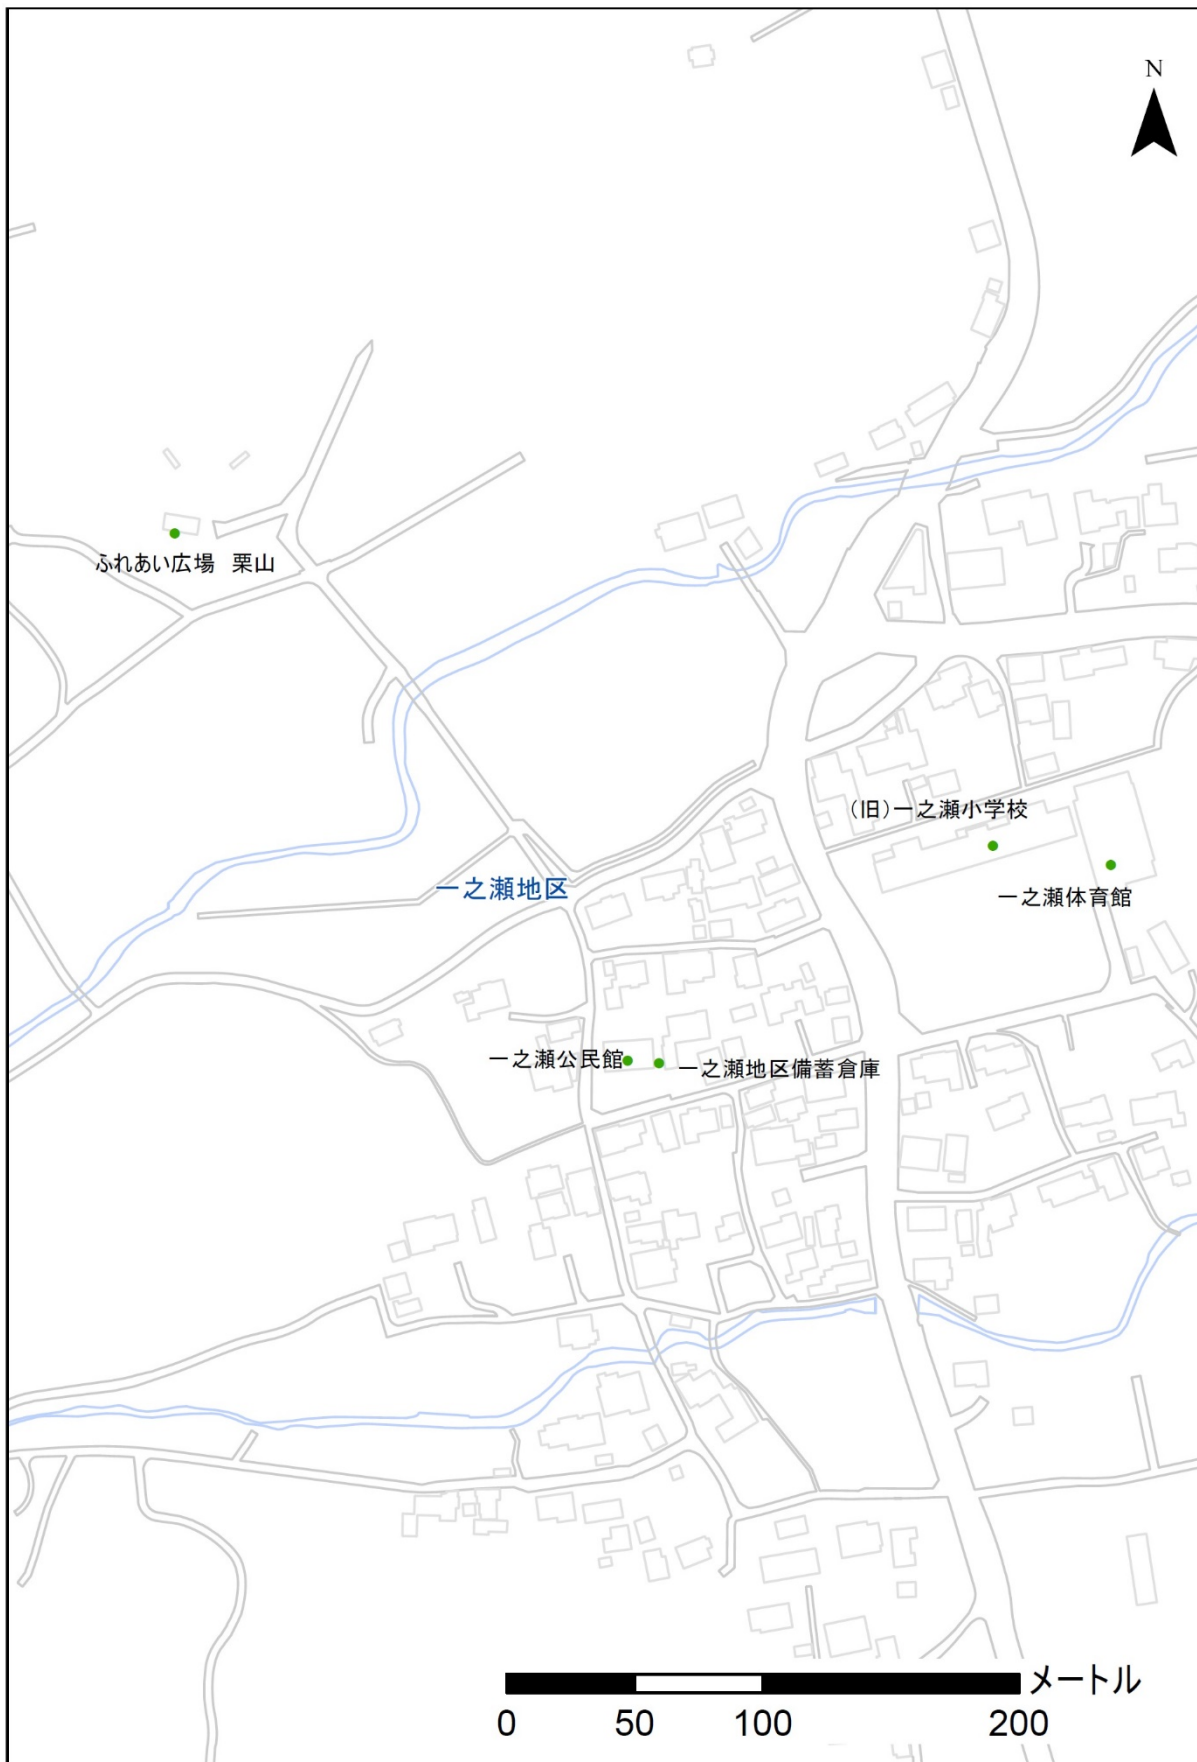 N
ふれあい広場　栗山
(旧)一之瀬小学校
一之瀬地区
一之瀬体育館
一之瀬公民館
一之瀬地区備蓄倉庫
メートル
0 50 100 200